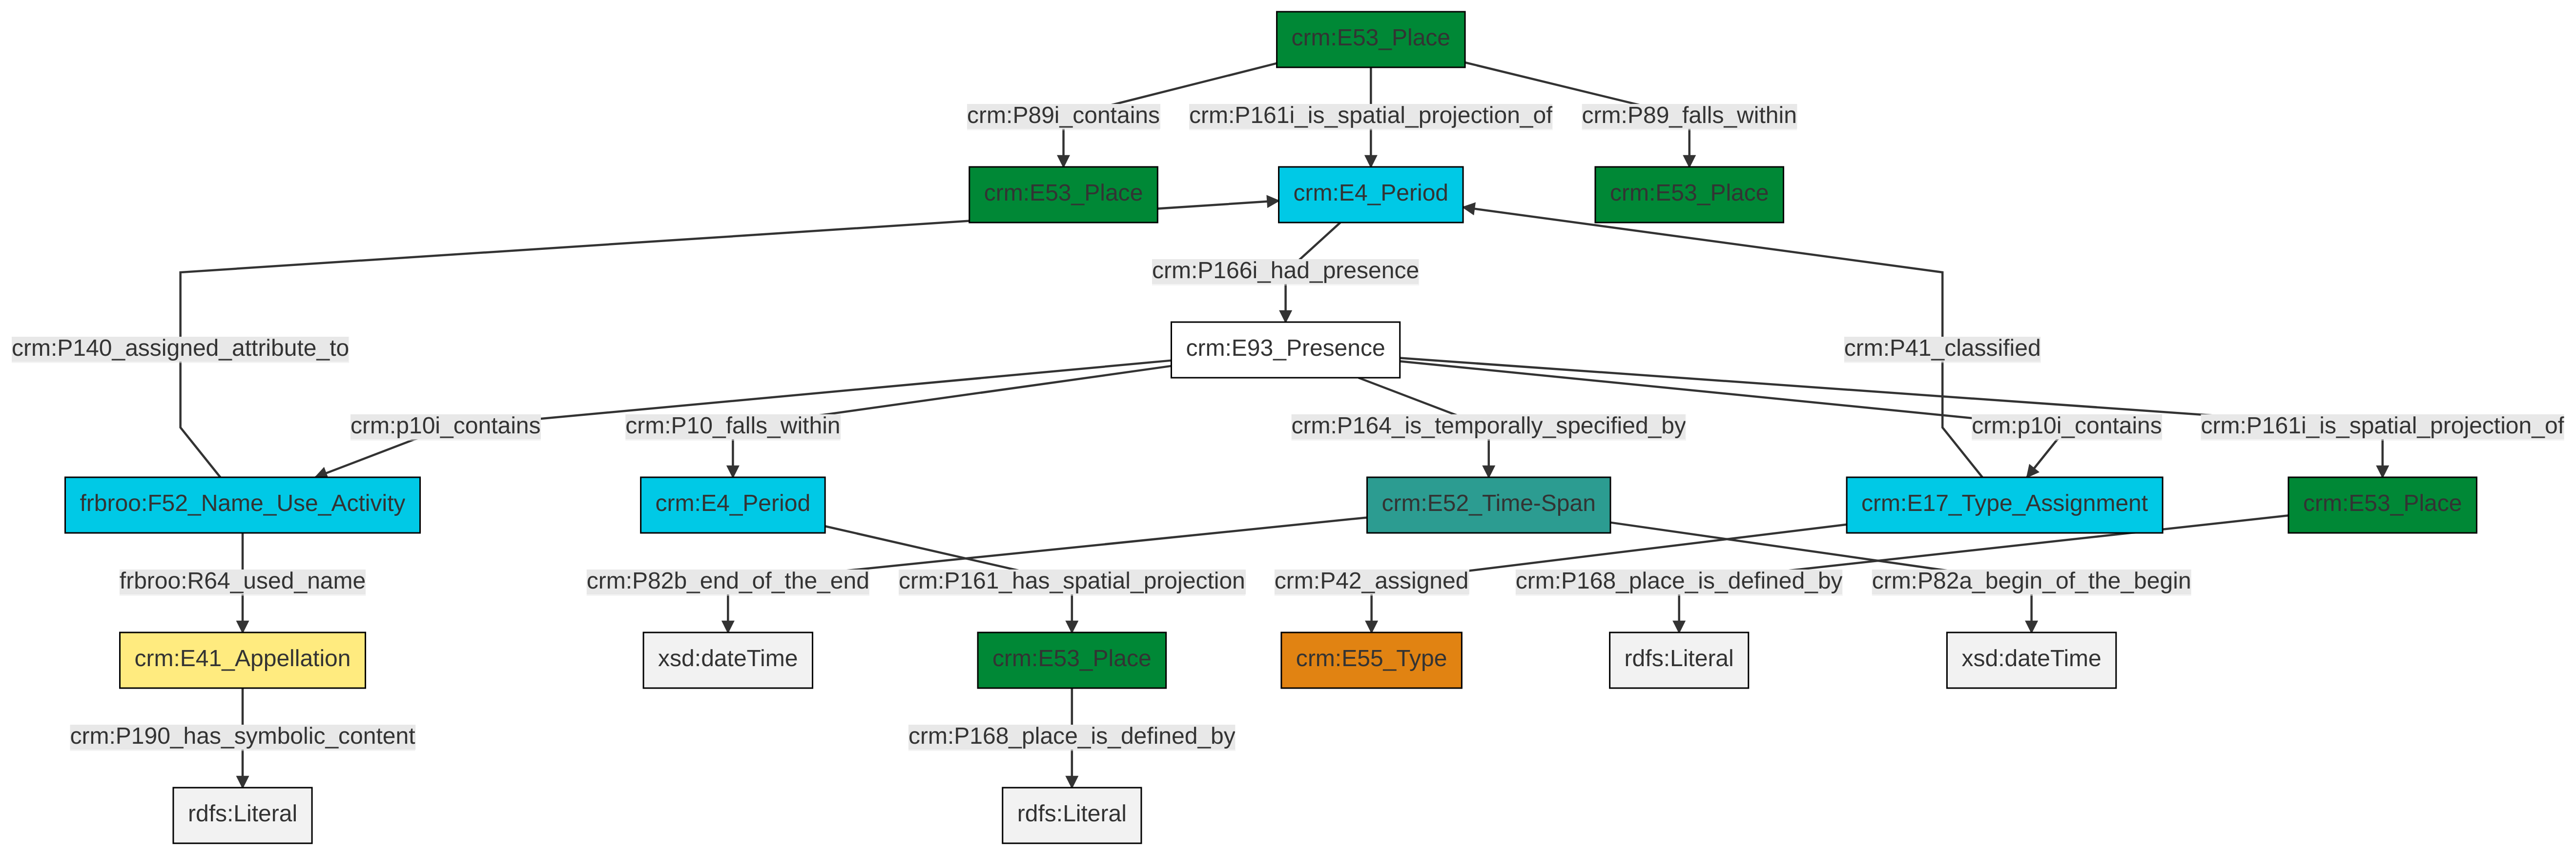 crm:E53_Place
crm:P89i_contains
crm:P161i_is_spatial_projection_of
crm:P89_falls_within
crm:E53_Place
crm:E4_Period
crm:E53_Place
crm:P166i_had_presence
crm:P140_assigned_attribute_to
crm:E93_Presence
crm:P41_classified
crm:p10i_contains
crm:P10_falls_within
crm:P164_is_temporally_specified_by
crm:p10i_contains
crm:P161i_is_spatial_projection_of
frbroo:F52_Name_Use_Activity
crm:E4_Period
crm:E52_Time-Span
crm:E17_Type_Assignment
crm:E53_Place
frbroo:R64_used_name
crm:P82b_end_of_the_end
crm:P161_has_spatial_projection
crm:P42_assigned
crm:P168_place_is_defined_by
crm:P82a_begin_of_the_begin
crm:E41_Appellation
xsd:dateTime
crm:E53_Place
crm:E55_Type
rdfs:Literal
xsd:dateTime
crm:P190_has_symbolic_content
crm:P168_place_is_defined_by
rdfs:Literal
rdfs:Literal